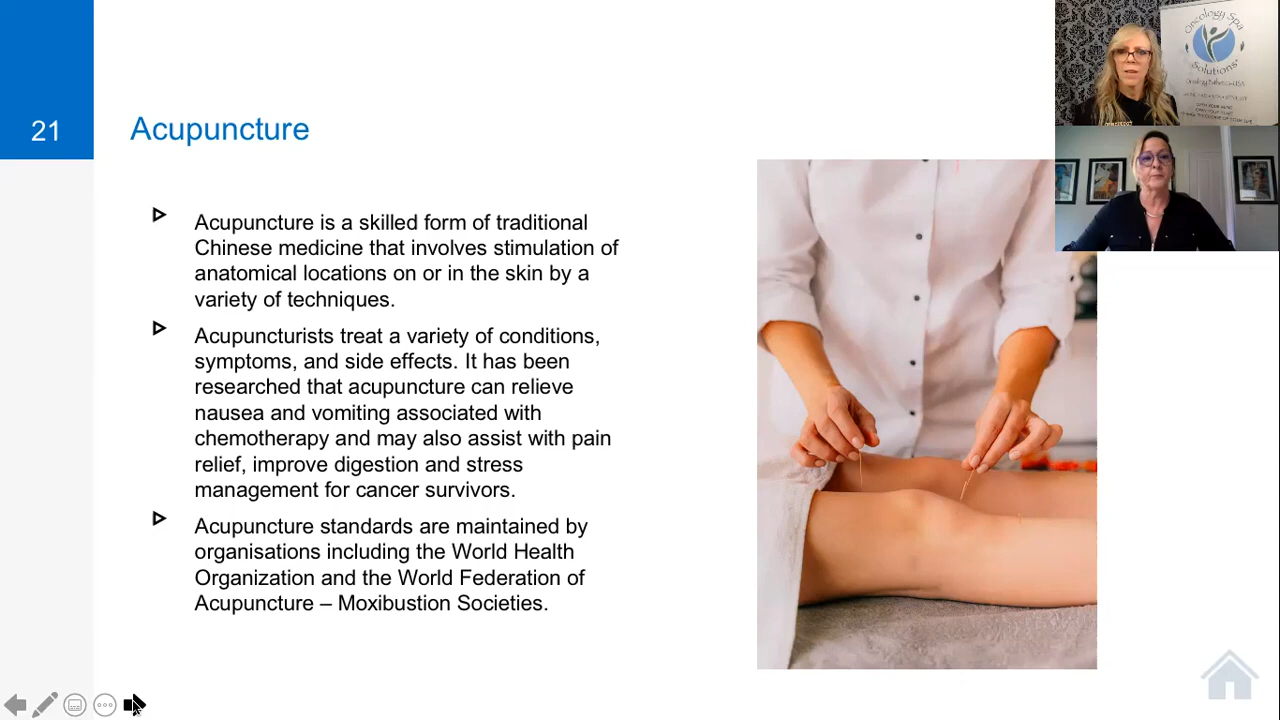 21
Acupuncture
Acupuncture is a skilled form of traditional
Chinese medicine that involves stimulation of
anatomical locations on or in the skin by a
variety of techniques.
Acupuncturists treat a variety of conditions,
symptoms, and side effects. It has been
researched that acupuncture can relieve
nausea and vomiting associated with
chemotherapy and may also assist with pain
relief, improve digestion and stress
management for cancer survivors.
Acupuncture standards are maintained by
organisations including the World Health
Organization and the World Federation of
Acupuncture – Moxibustion Societies.
Oncology Spa
Solutions